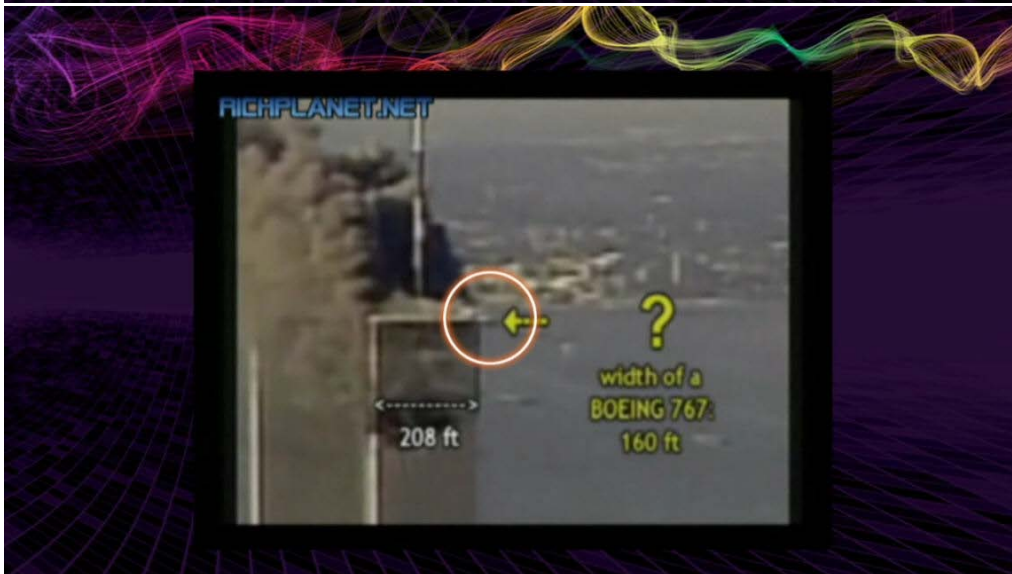 RICHPLANET.NET
?
width of a
BOEING 767:
160 ft
208 ft